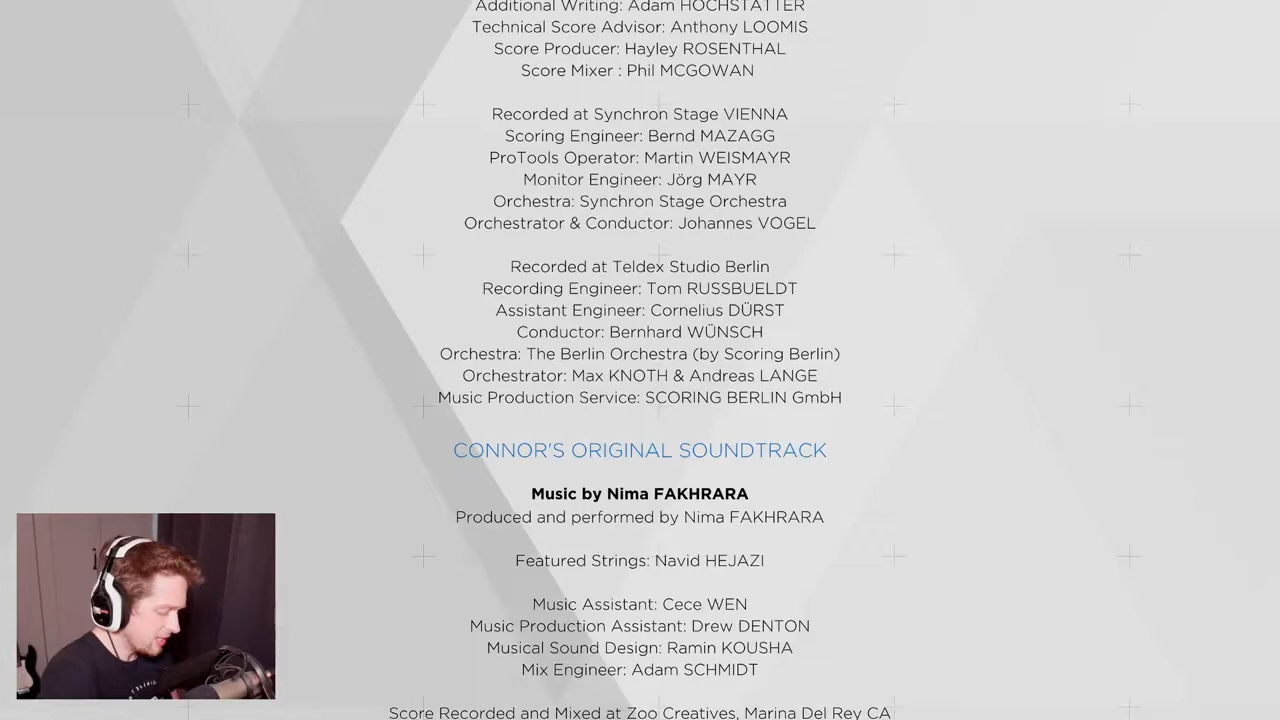 Additional Writing: Adam HOCHSTATTER
Technical Score Advisor: Anthony LOOMIS
Score Producer: Hayley ROSENTHAL
Score Mixer : Phil MCGOWAN
Recorded at Synchron Stage VIENNA
Scoring Engineer: Bernd MAZAGG
ProTools Operator: Martin WEISMAYR
Monitor Engineer: Jörg MAYR
Orchestra: Synchron Stage Orchestra
Orchestrator & Conductor: Johannes VOGEL
Recorded at Teldex Studio Berlin
Recording Engineer: Tom RUSSBUELDT
Assistant Engineer: Cornelius DÜRST
Conductor: Bernhard WÜNSCH
Orchestra: The Berlin Orchestra (by Scoring Berlin)
Orchestrator: Max KNOTH & Andreas LANGE
Music Production Service: SCORING BERLIN GmbH
CONNOR'S ORIGINAL SOUNDTRACK
Music by Nima FAKHRARA
Produced and performed by Nima FAKHRARA
Featured Strings: Navid HEJAZI
Music Assistant: Cece WEN
Music Production Assistant: Drew DENTON
Musical Sound Design: Ramin KOUSHA
Mix Engineer: Adam SCHMIDT
Score Recorded and Mixed at Zoo Creatives, Marina Del Rey CA